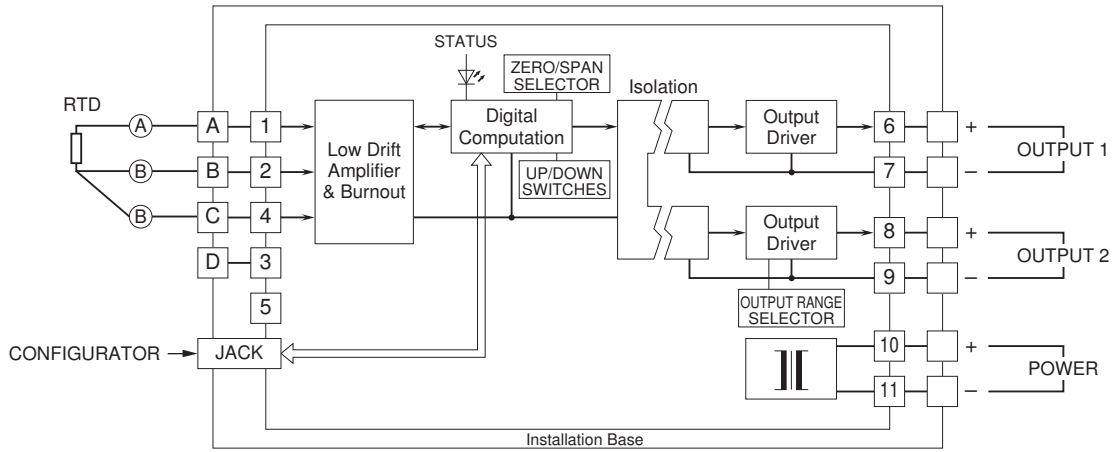 STATUS
ZERO/SPAN
SELECTOR
Isolation
RTD
A
A
1
Low Drift
Amplifier
& Burnout
Digital
Computation
Output
Driver
6
+
OUTPUT 1
B
B
2
UP/DOWN
SWITCHES
7
–
B
C
4
D
3
Output
Driver
8
+
OUTPUT 2
9
–
5
OUTPUT RANGE
SELECTOR
CONFIGURATOR
JACK
10
+
POWER
11
–
Installation Base